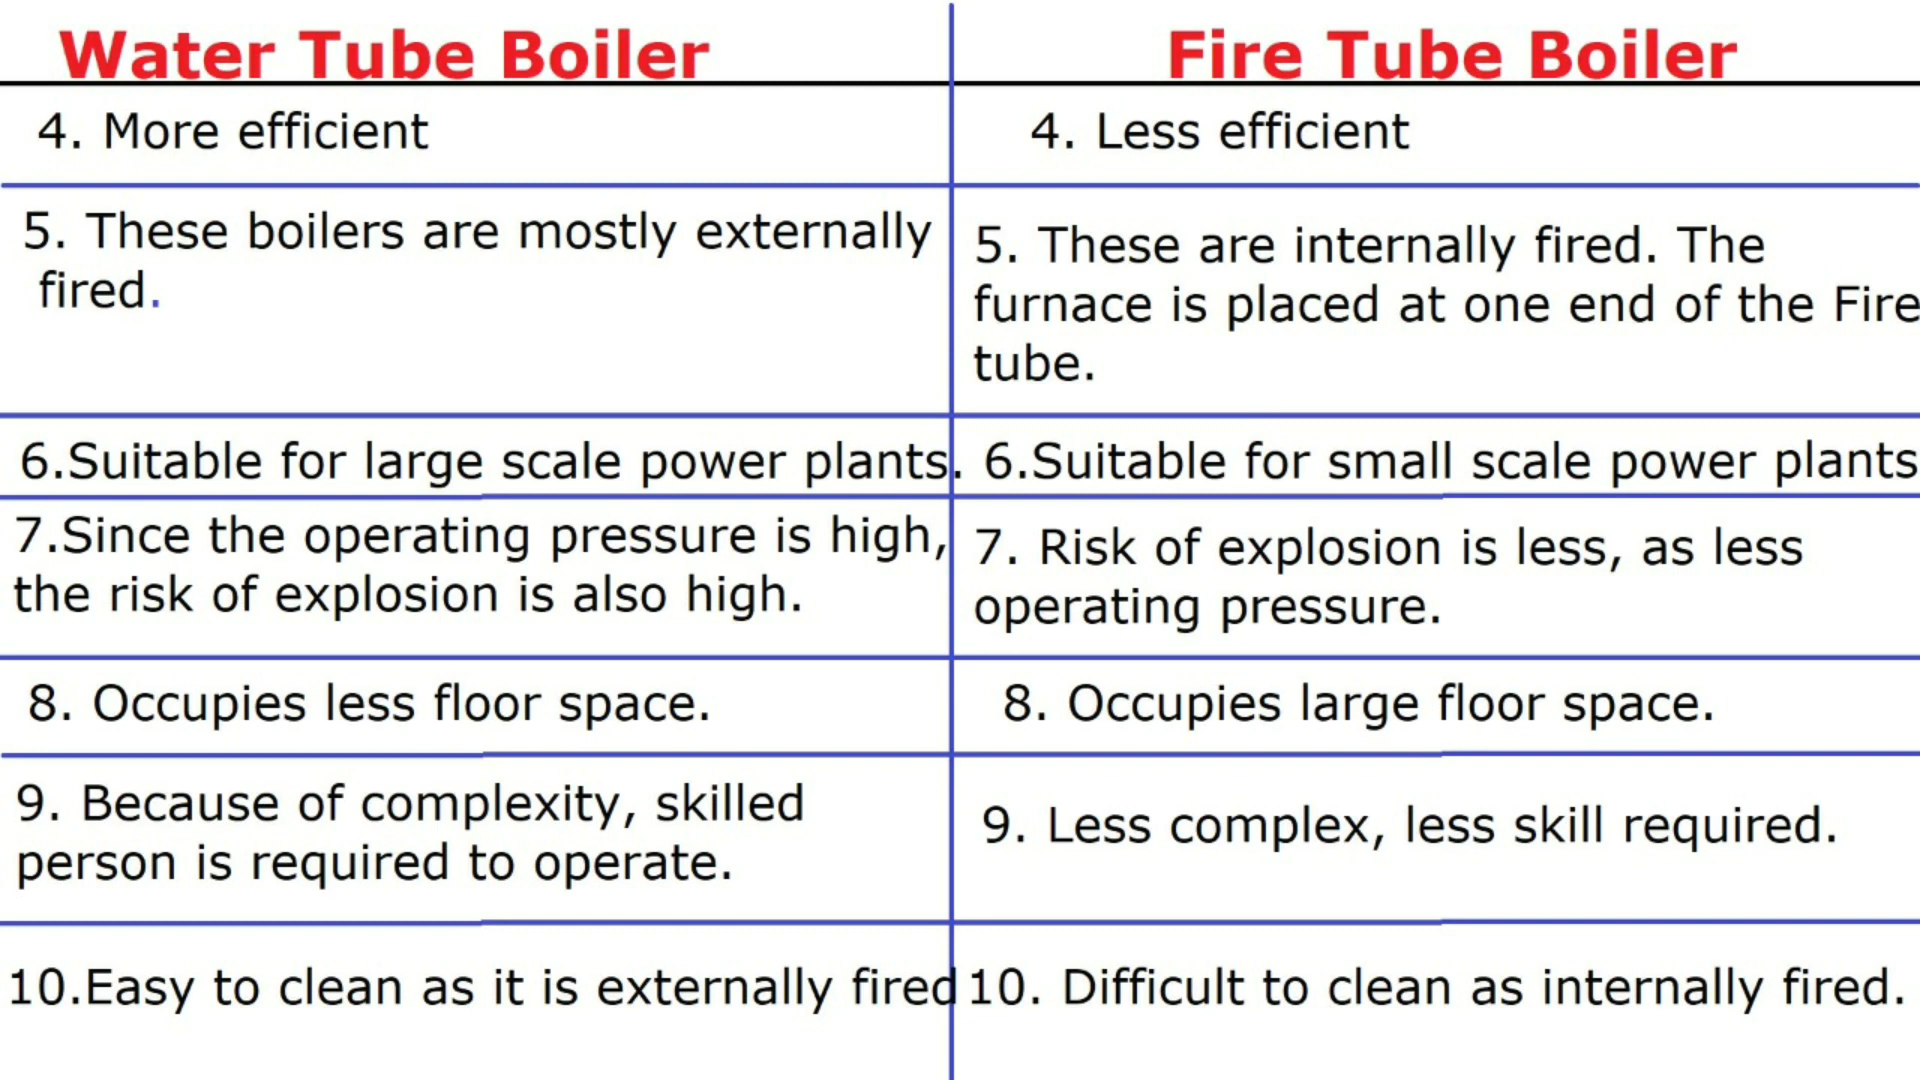 Water Tube Boiler
Fire Tube Boiler
4. More efficient
4. Less efficient
5. These boilers are mostly externally
fired.
5. These are internally fired. The
furnace is placed at one end of the Fire
tube.
6.Suitable for large scale power plants.
6.Suitable for small scale power plants
7.Since the operating pressure is high,
the risk of explosion is also high.
7. Risk of explosion is less, as less
operating pressure.
8. Occupies less floor space.
8. Occupies large floor space.
9. Because of complexity, skilled
person is required to operate.
9. Less complex, less skill required.
10.Easy to clean as it is externally fired
10. Difficult to clean as internally fired.